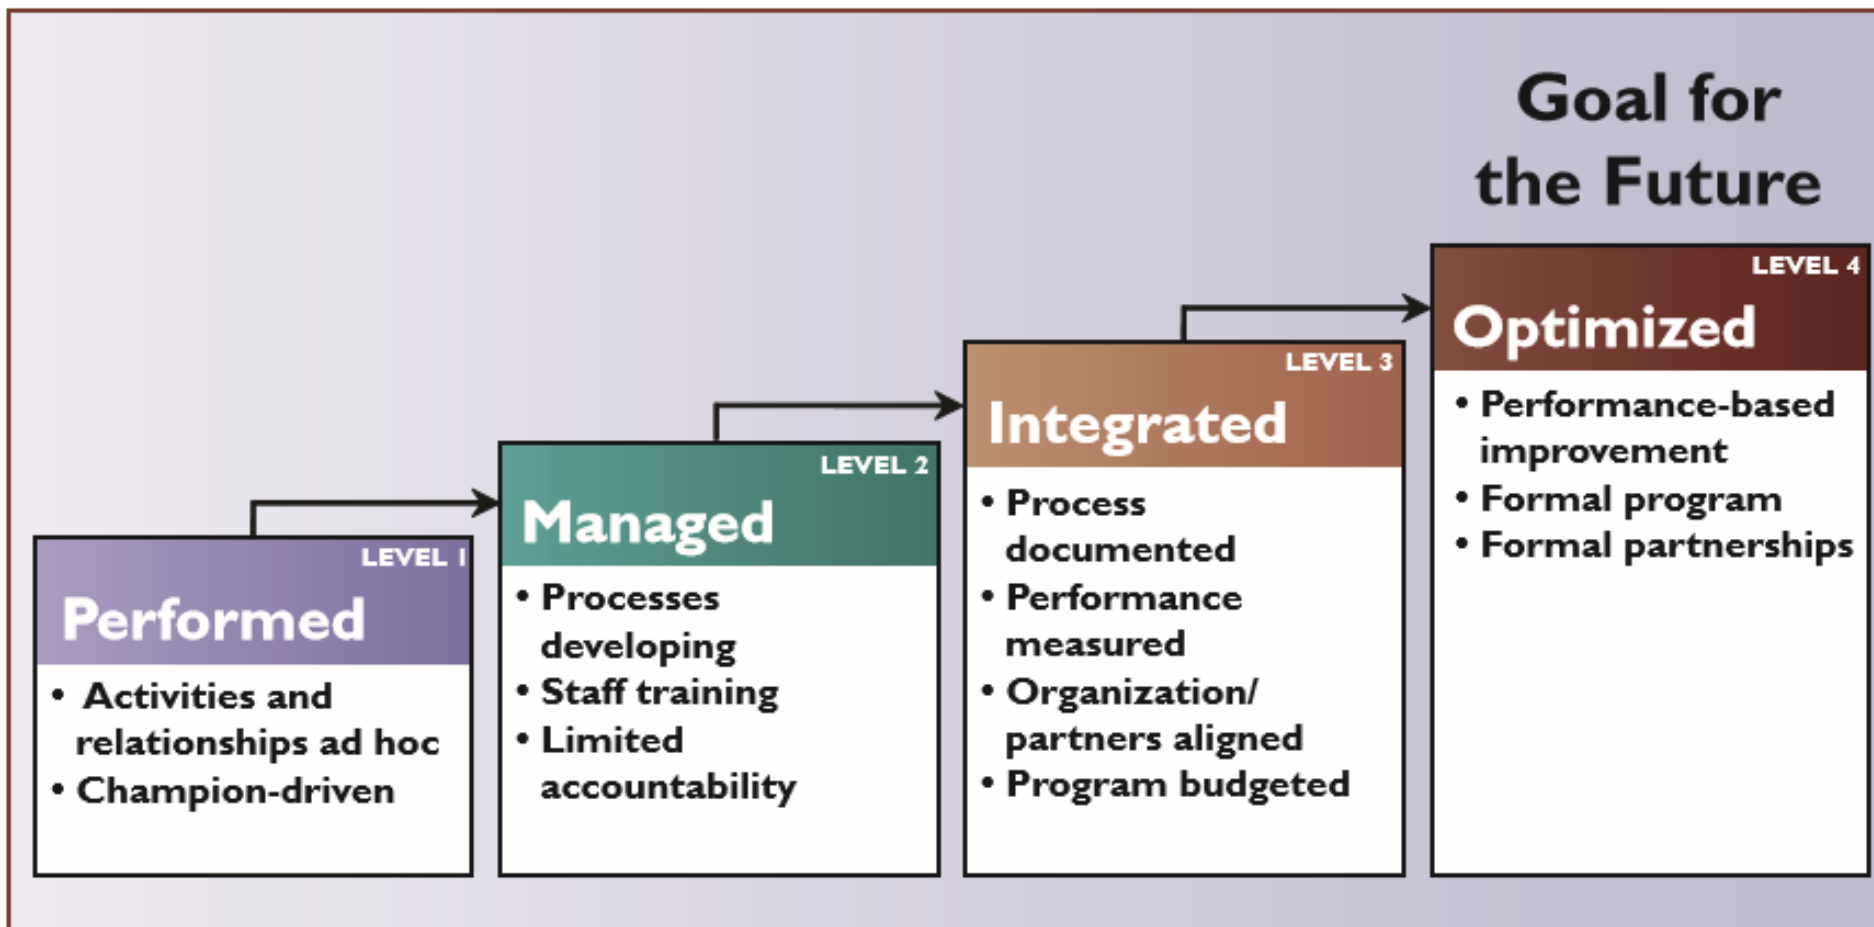 Goal for
the Future
LEVEL 1
Performed
• Activities and
relationships ad hoc
• Champion-driven
LEVEL 2
Managed
• Processes
developing
• Staff training
• Limited
accountability
LEVEL 3
Integrated
• Process
documented
• Performance
measured
• Organization/
partners aligned
• Program budgeted
LEVEL 4
Optimized
• Performance-based
improvement
• Formal program
• Formal partnerships